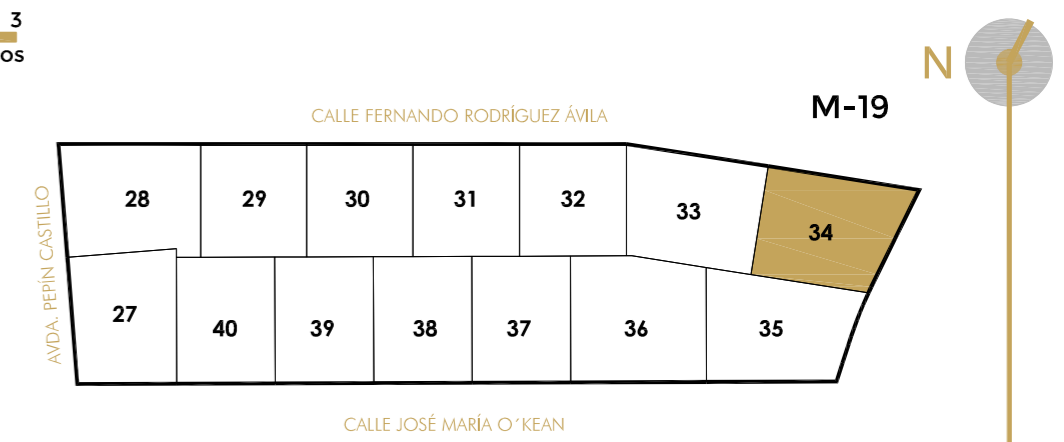 3
OS
N
M-19
CALLE FERNANDO RODRÍGUEZ ÁVILA
AVDA. PEPÍN CASTILLO
28 29 30 31 32 33 34
27 40 39 38 37 36 35
CALLE JOSÉ MARÍA O´KEAN